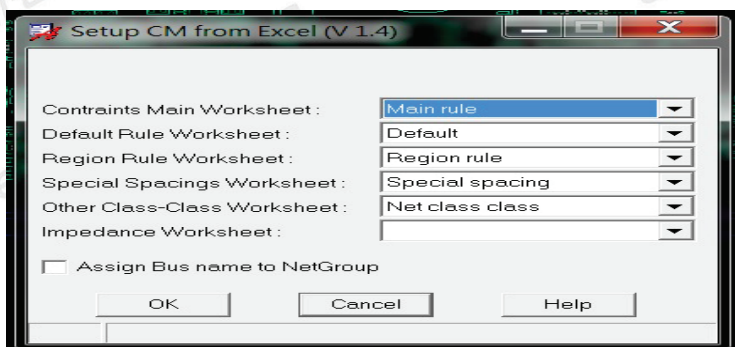 Setup CM from Excel (V 1.4)
Contraints Main Worksheet : Main rule
Default Rule Worksheet : Default
Region Rule Worksheet : Region rule
Special Spacings Worksheet : Special spacing
Other Class-Class Worksheet : Net class class
Impedance Worksheet :
Assign Bus name to NetGroup
OK Cancel Help